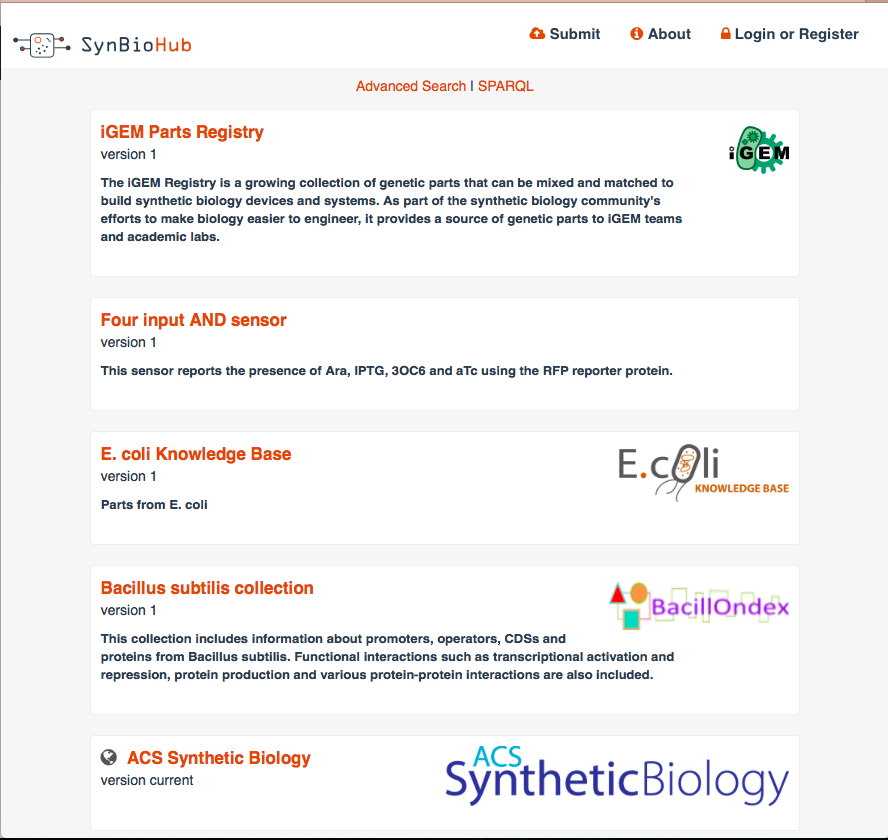 SynBioHub
Submit
About
Login or Register
Advanced Search | SPARQL
iGEM Parts Registry
iGEM
version 1
The iGEM Registry is a growing collection of genetic parts that can be mixed and matched to
build synthetic biology devices and systems. As part of the synthetic biology community's
efforts to make biology easier to engineer, it provides a source of genetic parts to iGEM teams
and academic labs.
Four input AND sensor
version 1
This sensor reports the presence of Ara, IPTG, 3OC6 and aTc using the RFP reporter protein.
E. coli Knowledge Base
E.coli
KNOWLEDGE BASE
version 1
Parts from E. coli
Bacillus subtilis collection
BacillOndex
version 1
This collection includes information about promoters, operators, CDSs and
proteins from Bacillus subtilis. Functional interactions such as transcriptional activation and
repression, protein production and various protein-protein interactions are also included.
ACS Synthetic Biology
ACS
SyntheticBiology
version current